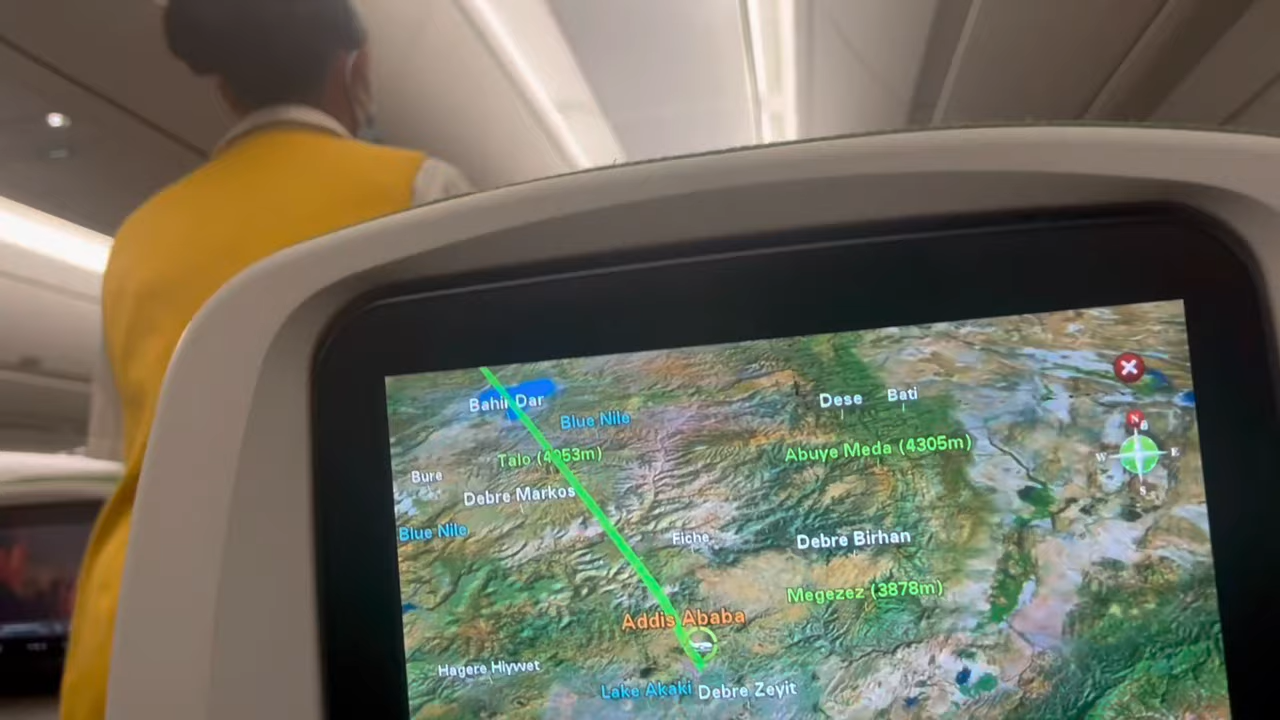 Bahir Dar
Blue Nile
Dese
Bati
Talo (4053m)
Abuye Meda (4305m)
Bure
Debre Markos
Blue Nile
Fiche
Debre Birhan
Megezez (3878m)
Addis Ababa
Hagere Hiywet
Lake Akaki
Debre Zeyit
N
W
E
S